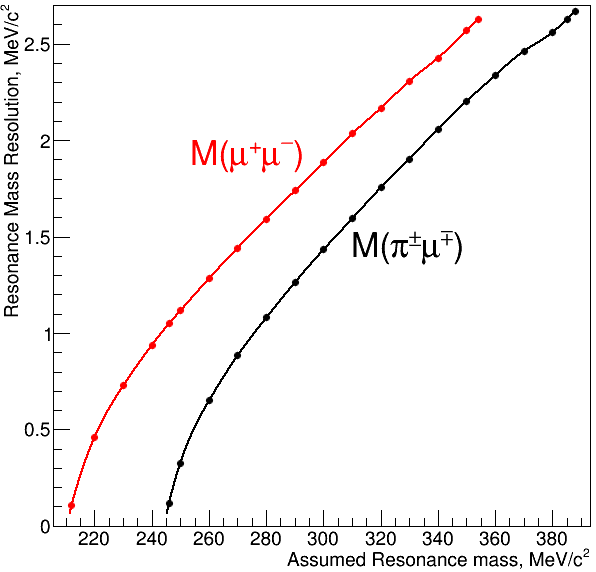 Resonance Mass Resolution, MeV/c²
2.5
2
1.5
1
0.5
0
M(μ⁺μ⁻)
M(π±μ∓)
220 240 260 280 300 320 340 360 380
Assumed Resonance mass, MeV/c²